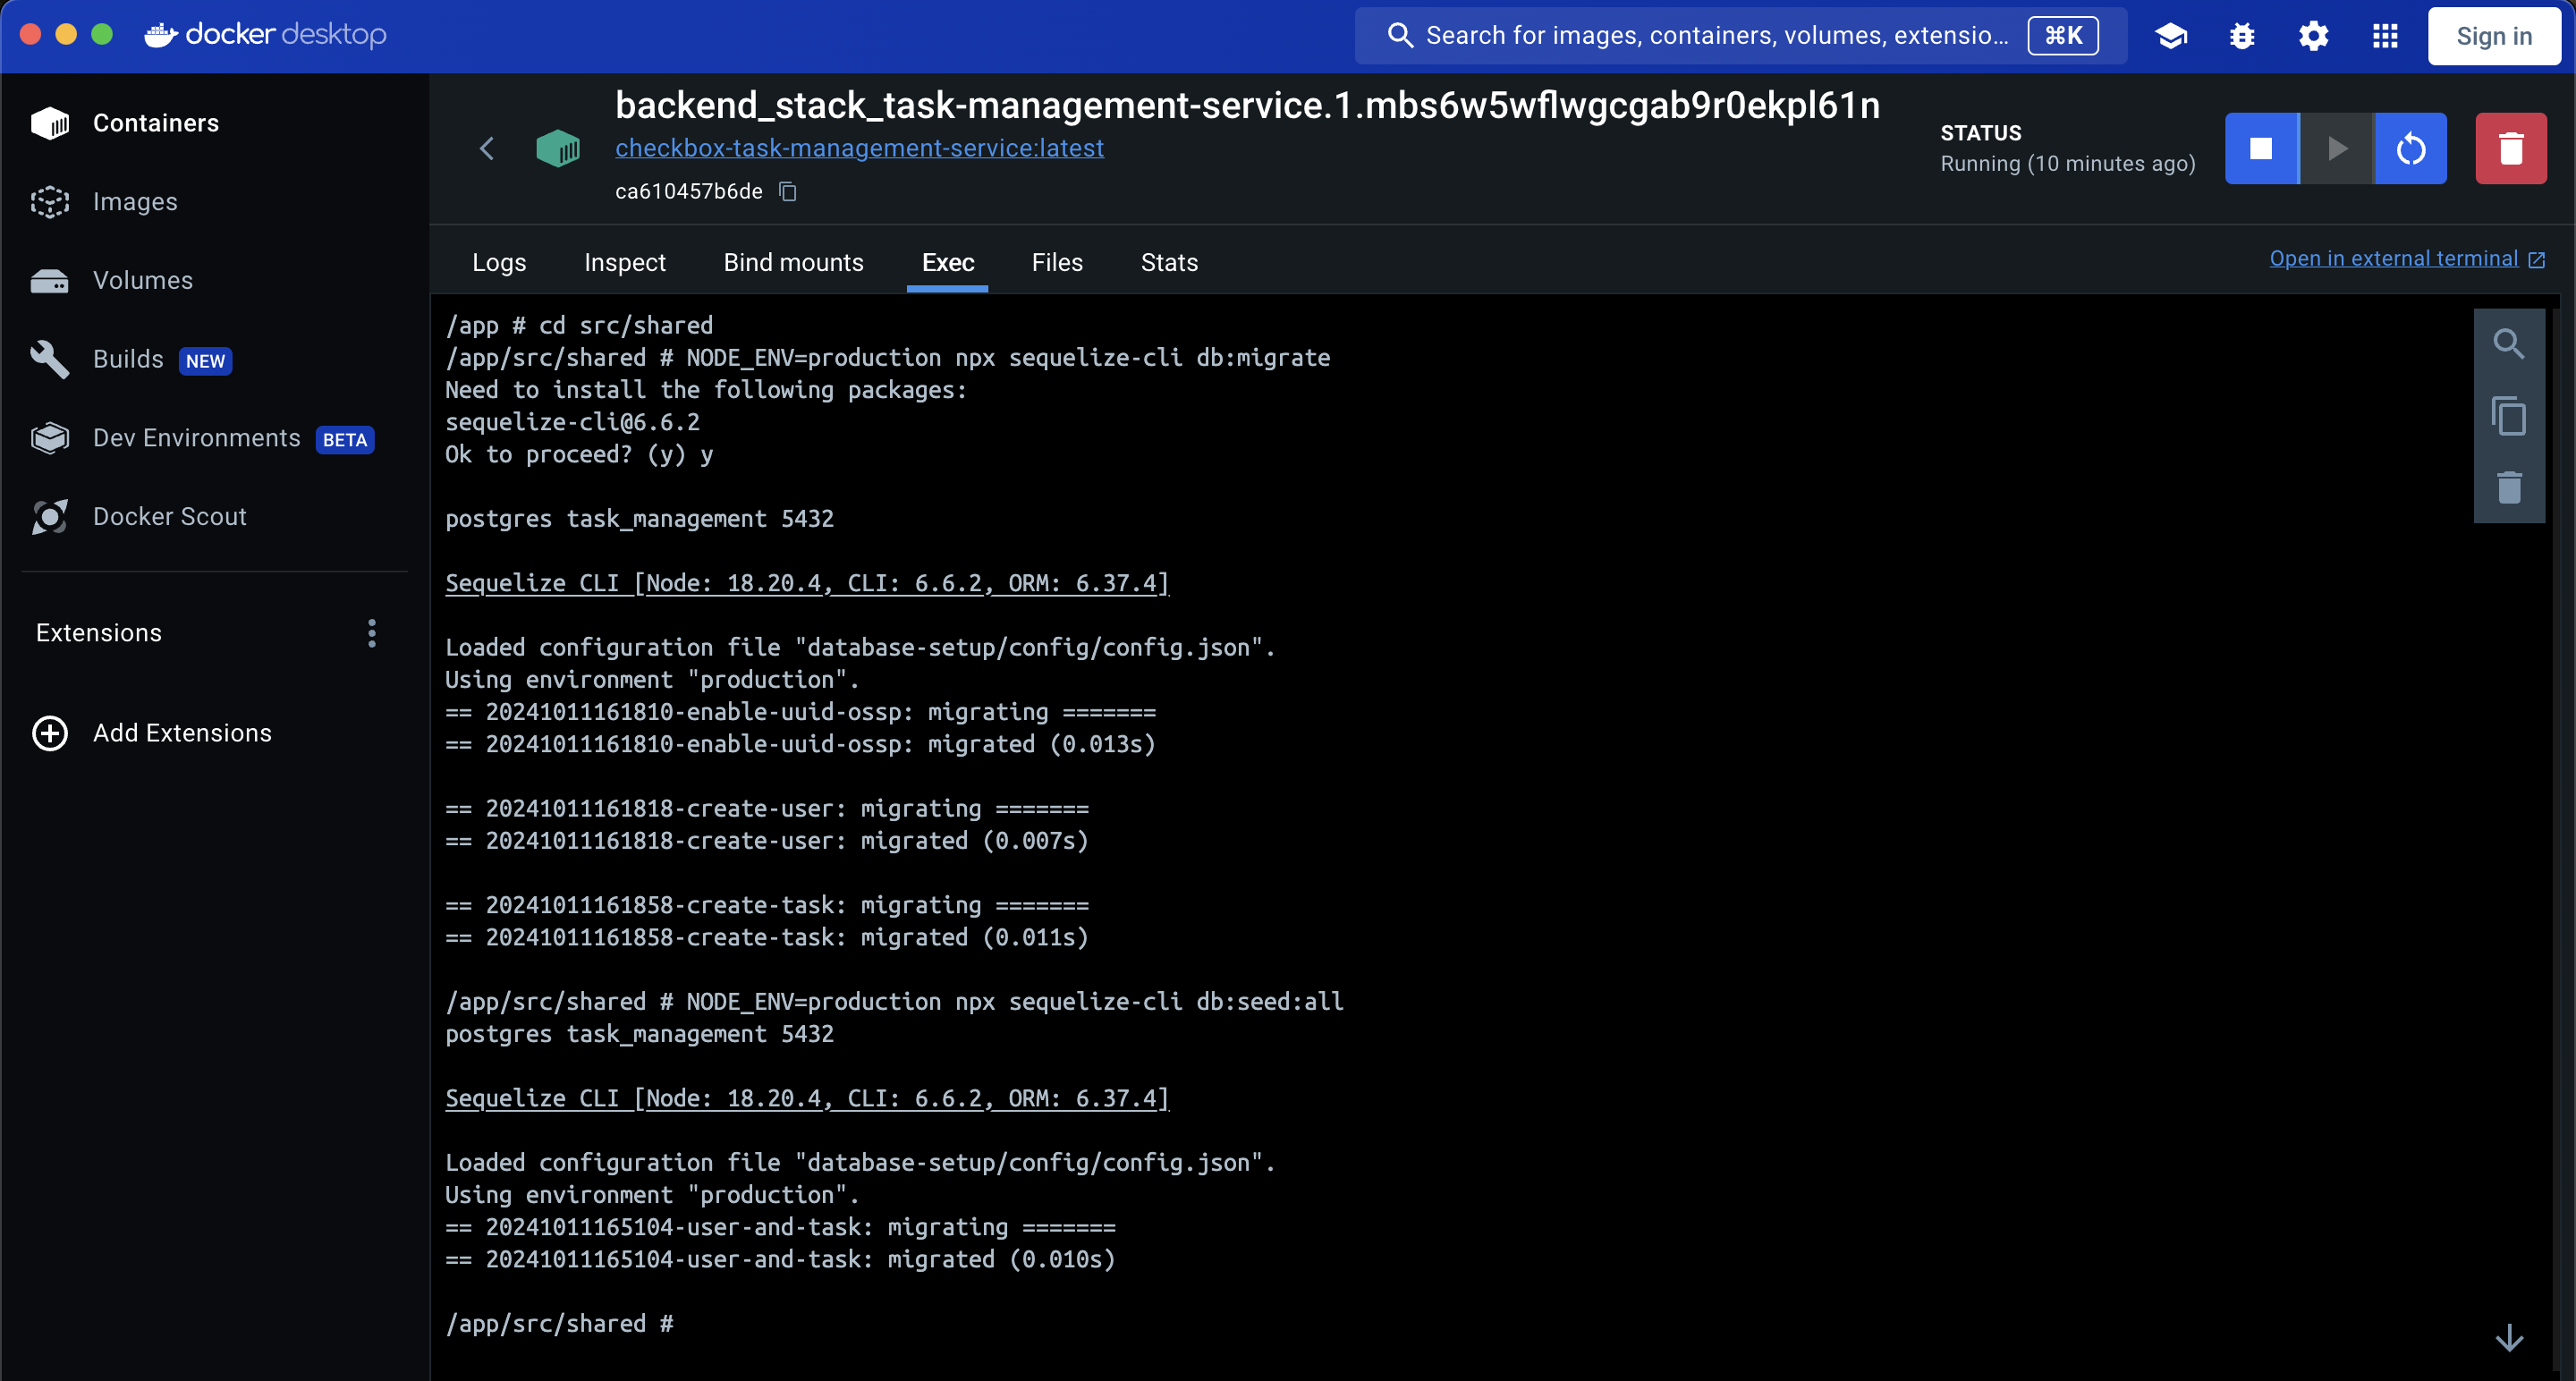 docker desktop
Search for images, containers, volumes, extensio... ⌘K
Sign in
Containers
Images
Volumes
Builds NEW
Dev Environments BETA
Docker Scout
Extensions
Add Extensions
backend_stack_task-management-service.1.mbs6w5wflwgcgab9r0ekpl61n
checkbox-task-management-service:latest
ca610457b6de
STATUS
Running (10 minutes ago)
Logs Inspect Bind mounts Exec Files Stats
Open in external terminal
/app # cd src/shared
/app/src/shared # NODE_ENV=production npx sequelize-cli db:migrate
Need to install the following packages:
sequelize-cli@6.6.2
Ok to proceed? (y) y
postgres task_management 5432
Sequelize CLI [Node: 18.20.4, CLI: 6.6.2, ORM: 6.37.4]
Loaded configuration file "database-setup/config/config.json".
Using environment "production".
== 20241011161810-enable-uuid-ossp: migrating =======
== 20241011161810-enable-uuid-ossp: migrated (0.013s)
== 20241011161818-create-user: migrating =======
== 20241011161818-create-user: migrated (0.007s)
== 20241011161858-create-task: migrating =======
== 20241011161858-create-task: migrated (0.011s)
/app/src/shared # NODE_ENV=production npx sequelize-cli db:seed:all
postgres task_management 5432
Sequelize CLI [Node: 18.20.4, CLI: 6.6.2, ORM: 6.37.4]
Loaded configuration file "database-setup/config/config.json".
Using environment "production".
== 20241011165104-user-and-task: migrating =======
== 20241011165104-user-and-task: migrated (0.010s)
/app/src/shared #